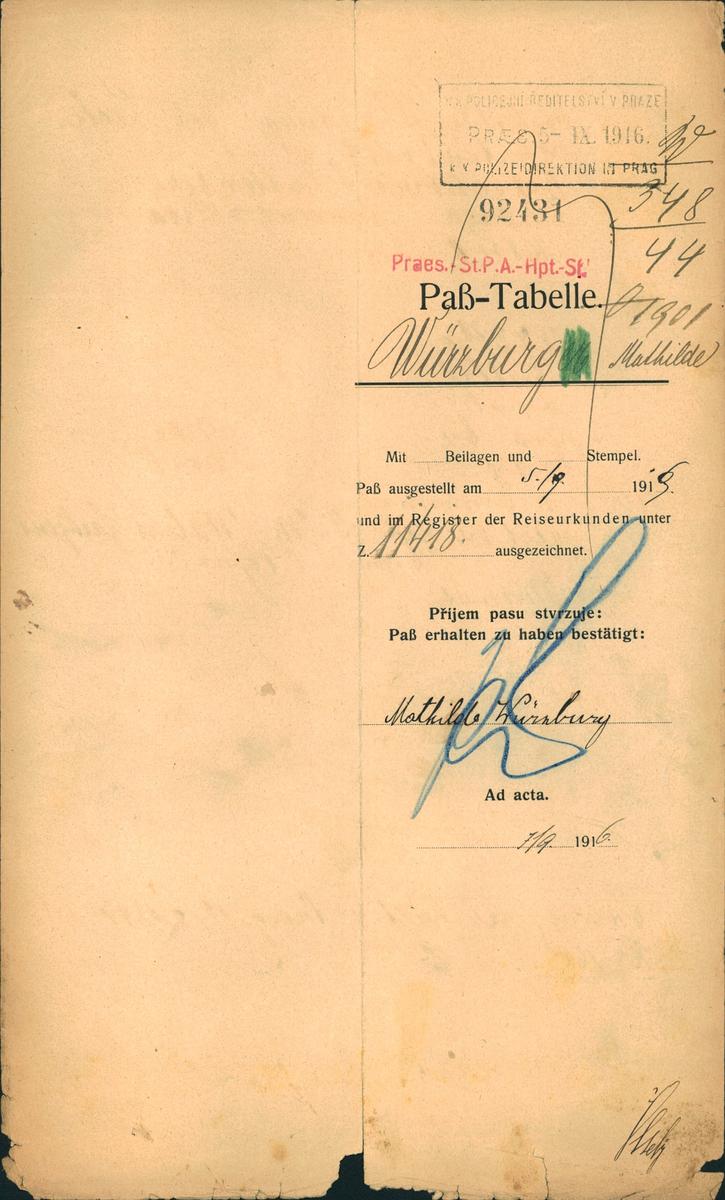 K.K. POLICEJNÍ ŘEDITELSTVÍ V PRAZE
PRÆS 5- IX. 1916.
K.K. POLIZEIDIREKTION IN PRAG
W
348
44
92431
Praes.-St.P.A.-Hpt.-St.
Paß-Tabelle.
1901
Würzburg
Mathilde
Mit Beilagen und Stempel.
Paß ausgestellt am 5./9. 1916.
und im Register der Reiseurkunden unter
Z. 11418. ausgezeichnet.
Příjem pasu stvrzuje:
Paß erhalten zu haben bestätigt:
Mathilde Würzburg
Ad acta.
7/9. 1916.